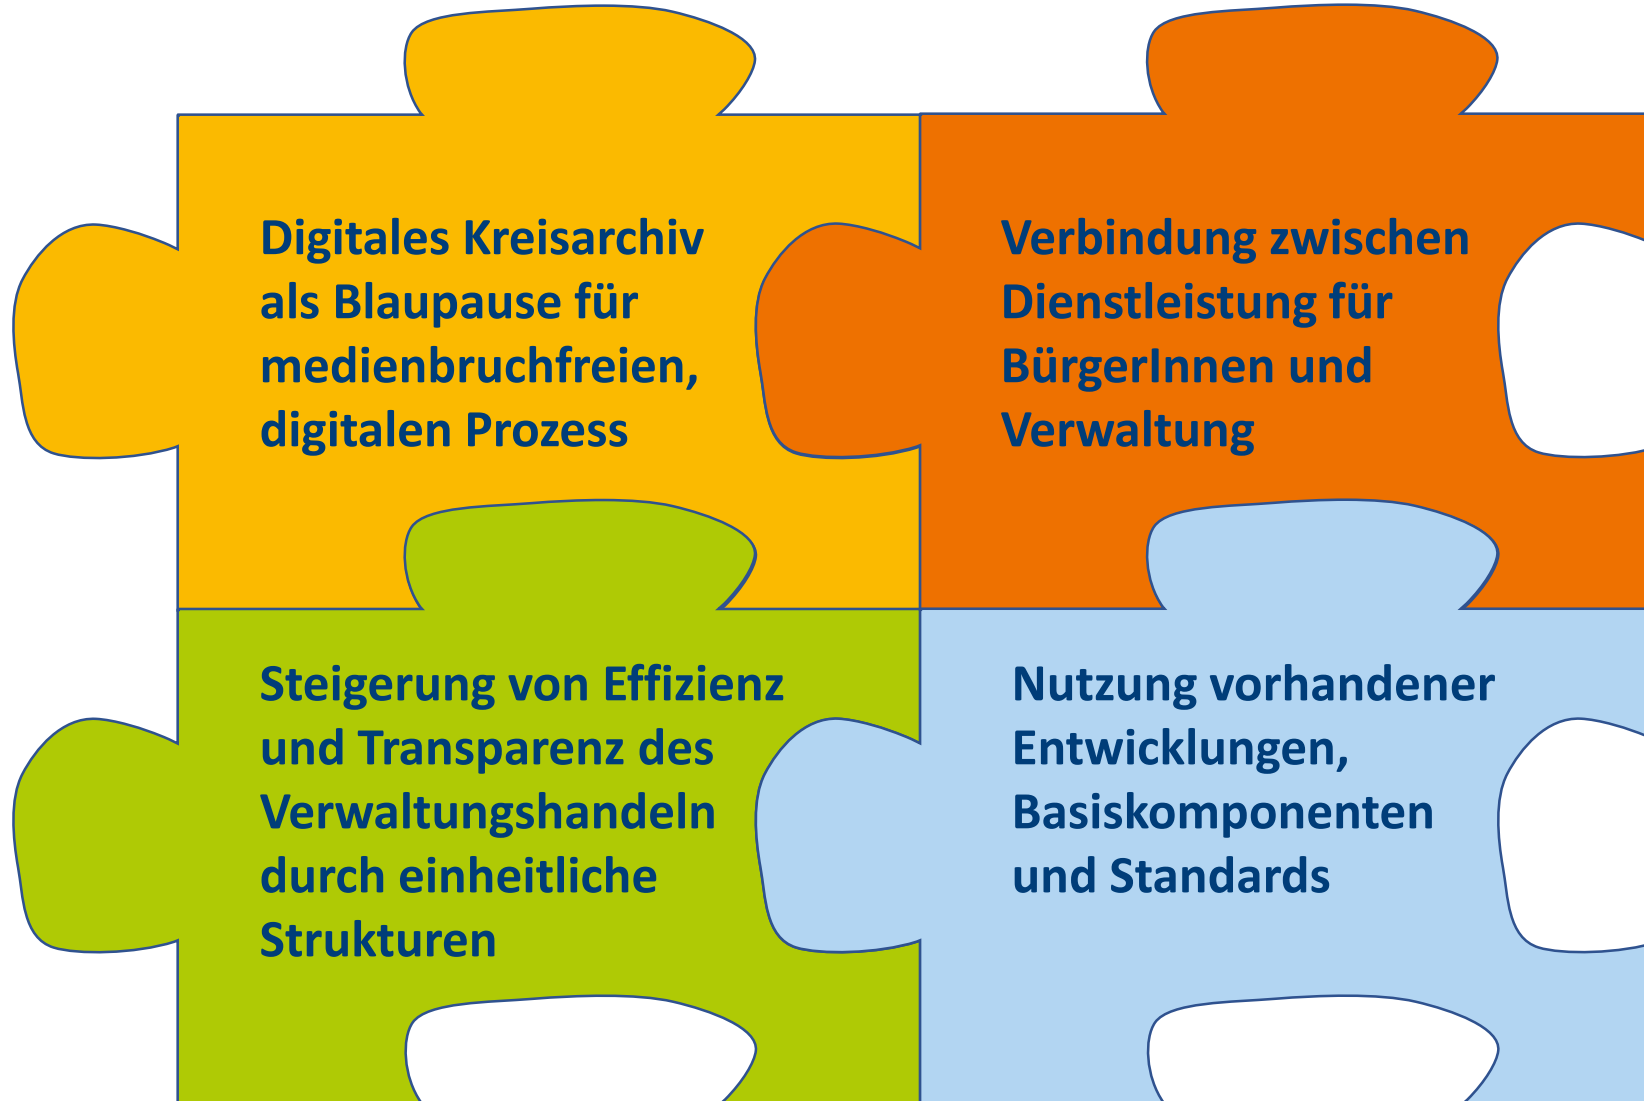 Digitales Kreisarchiv
als Blaupause für
medienbruchfreien,
digitalen Prozess
Verbindung zwischen
Dienstleistung für
BürgerInnen und
Verwaltung
Steigerung von Effizienz
und Transparenz des
Verwaltungshandeln
durch einheitliche
Strukturen
Nutzung vorhandener
Entwicklungen,
Basiskomponenten
und Standards